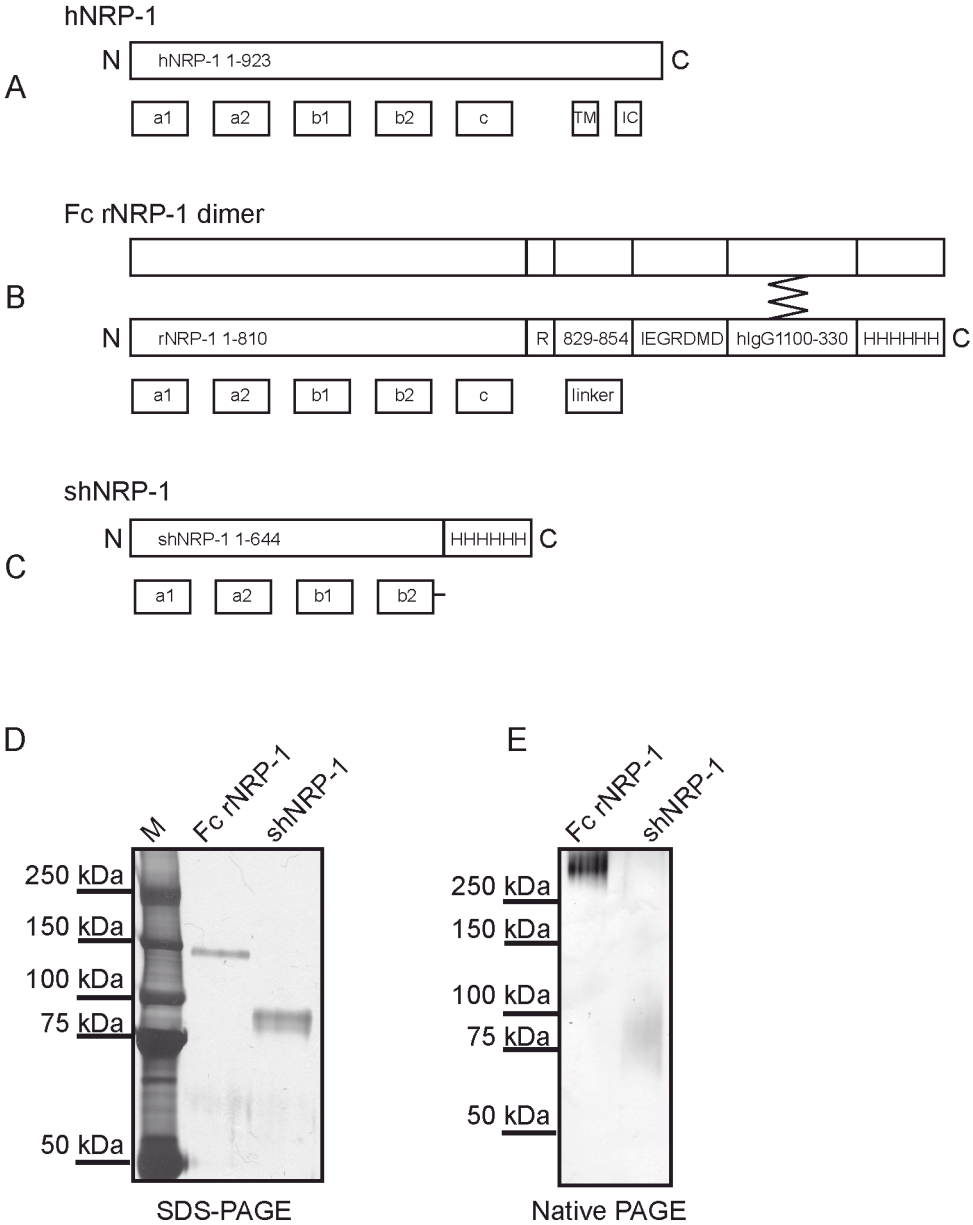 hNRP-1
A
N hNRP-1 1-923 C
a1 a2 b1 b2 c TM IC
Fc rNRP-1 dimer
B
N rNRP-1 1-810 R 829-854 IEGRDMD hIgG1100-330 HHHHHH C
a1 a2 b1 b2 c linker
shNRP-1
C
N shNRP-1 1-644 HHHHHH C
a1 a2 b1 b2
D
M Fc rNRP-1 shNRP-1
250 kDa
150 kDa
100 kDa
75 kDa
50 kDa
SDS-PAGE
E
Fc rNRP-1 shNRP-1
250 kDa
150 kDa
100 kDa
75 kDa
50 kDa
Native PAGE